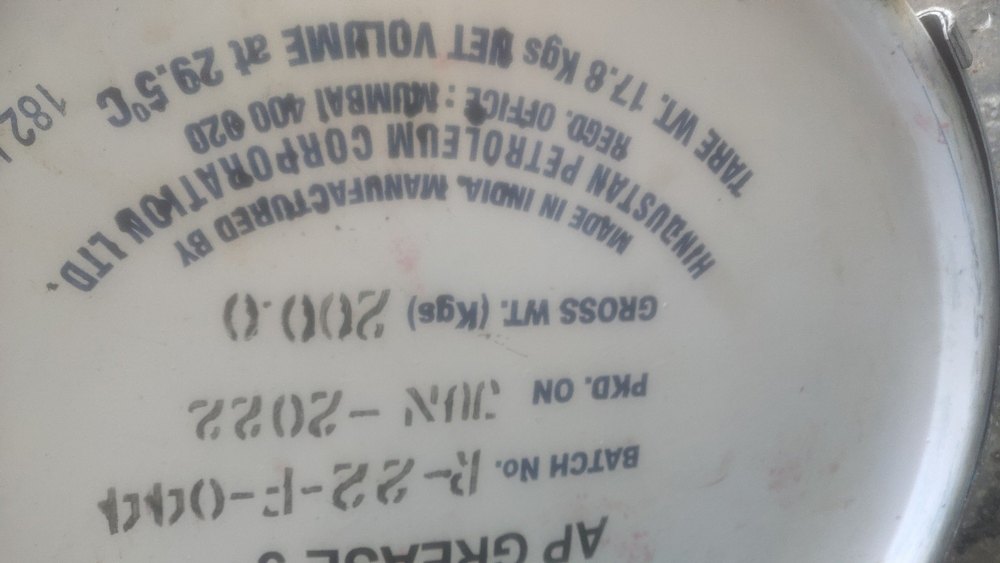 AP GREASE
BATCH No. R-22-F-044
PKD. ON JUN-2022
GROSS WT. (Kgs) 200.0
MADE IN INDIA. MANUFACTURED BY
HINDUSTAN PETROLEUM CORPORATION LTD.
REGD. OFFICE : MUMBAI 400 020
TARE WT. 17.8 Kgs NET VOLUME at 29.5°C 182